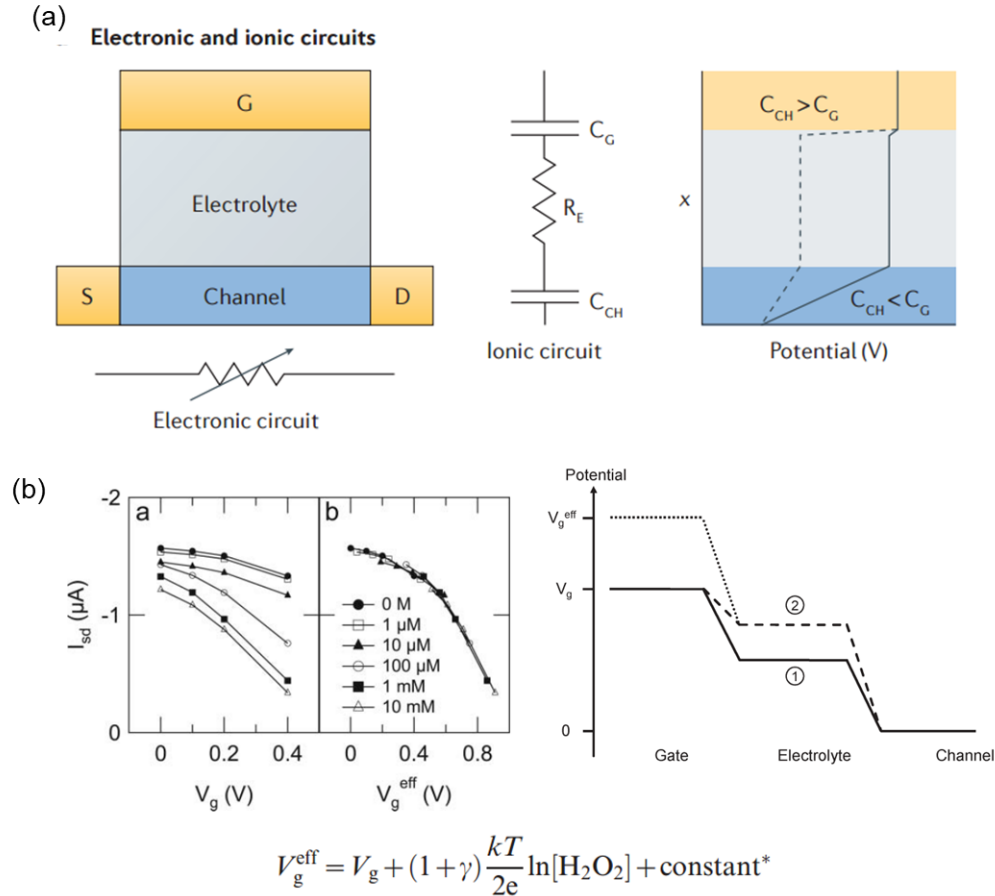 (a)
Electronic and ionic circuits
G
Electrolyte
S
Channel
D
Electronic circuit
C_G
R_E
C_CH
Ionic circuit
C_CH > C_G
x
C_CH < C_G
Potential (V)
(b)
-2
-1
0
I_sd (µA)
a
0 0.2 0.4
V_g (V)
b
0 M
1 µM
10 µM
100 µM
1 mM
10 mM
0 0.4 0.8
V_g^eff (V)
Potential
V_g^eff
V_g
0
②
①
Gate Electrolyte Channel
V_g^eff = V_g + (1+γ) kT/2e ln[H₂O₂] + constant*